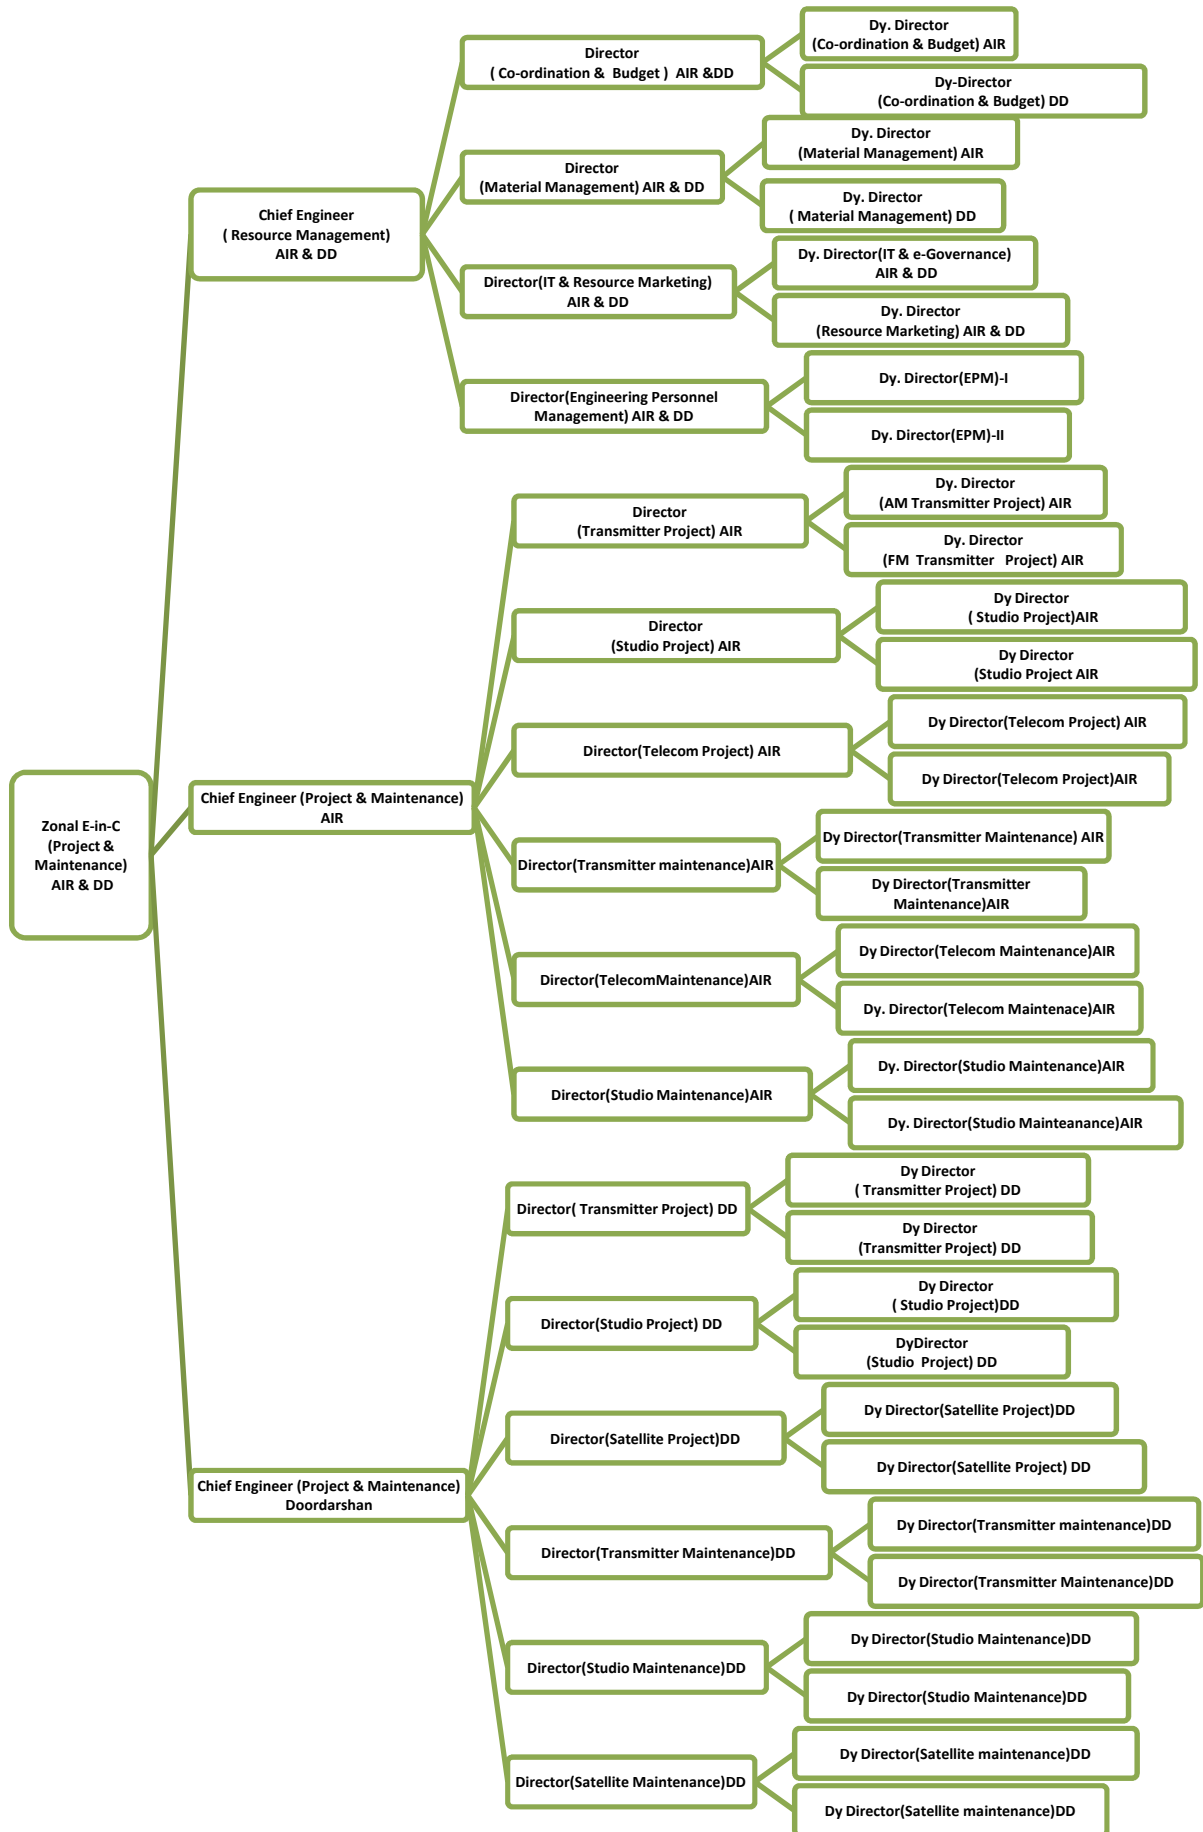 Zonal E-in-C
(Project &
Maintenance)
AIR & DD
Chief Engineer
( Resource Management)
AIR & DD
Director
( Co-ordination &  Budget )  AIR &DD
Dy. Director
(Co-ordination & Budget) AIR
Dy-Director
(Co-ordination & Budget) DD
Director
(Material Management) AIR & DD
Dy. Director
(Material Management) AIR
Dy. Director
( Material Management) DD
Director(IT & Resource Marketing)
AIR & DD
Dy. Director(IT & e-Governance)
AIR & DD
Dy. Director
(Resource Marketing) AIR & DD
Director(Engineering Personnel
Management) AIR & DD
Dy. Director(EPM)-I
Dy. Director(EPM)-II
Chief Engineer (Project & Maintenance)
AIR
Director
(Transmitter Project) AIR
Dy. Director
(AM Transmitter Project) AIR
Dy. Director
(FM  Transmitter   Project) AIR
Director
(Studio Project) AIR
Dy Director
( Studio Project)AIR
Dy Director
(Studio Project AIR
Director(Telecom Project) AIR
Dy Director(Telecom Project) AIR
Dy Director(Telecom Project)AIR
Director(Transmitter maintenance)AIR
Dy Director(Transmitter Maintenance) AIR
Dy Director(Transmitter
Maintenance)AIR
Director(TelecomMaintenance)AIR
Dy Director(Telecom Maintenance)AIR
Dy. Director(Telecom Maintenace)AIR
Director(Studio Maintenance)AIR
Dy. Director(Studio Maintenance)AIR
Dy. Director(Studio Mainteanance)AIR
Chief Engineer (Project & Maintenance)
Doordarshan
Director( Transmitter Project) DD
Dy Director
( Transmitter Project) DD
Dy Director
(Transmitter Project) DD
Director(Studio Project) DD
Dy Director
( Studio Project)DD
DyDirector
(Studio  Project) DD
Director(Satellite Project)DD
Dy Director(Satellite Project)DD
Dy Director(Satellite Project) DD
Director(Transmitter Maintenance)DD
Dy Director(Transmitter maintenance)DD
Dy Director(Transmitter Maintenance)DD
Director(Studio Maintenance)DD
Dy Director(Studio Maintenance)DD
Dy Director(Studio Maintenance)DD
Director(Satellite Maintenance)DD
Dy Director(Satellite maintenance)DD
Dy Director(Satellite maintenance)DD